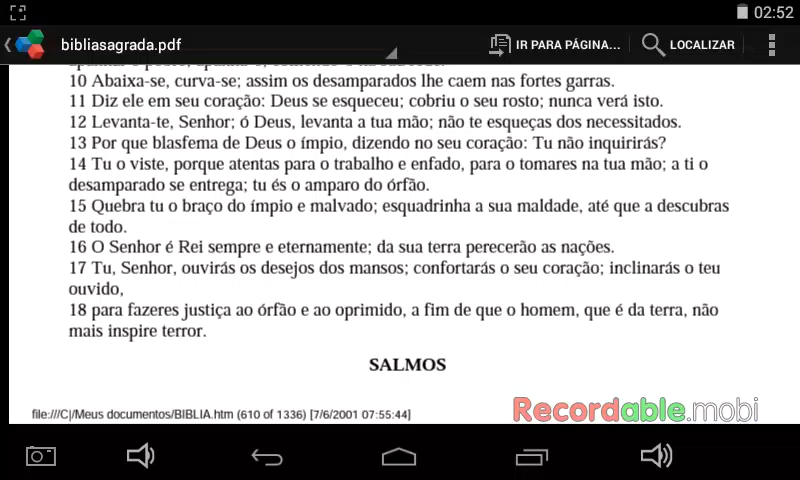 02:52
bibliasagrada.pdf
IR PARA PÁGINA...
LOCALIZAR
10 Abaixa-se, curva-se; assim os desamparados lhe caem nas fortes garras.
11 Diz ele em seu coração: Deus se esqueceu; cobriu o seu rosto; nunca verá isto.
12 Levanta-te, Senhor; ó Deus, levanta a tua mão; não te esqueças dos necessitados.
13 Por que blasfema de Deus o ímpio, dizendo no seu coração: Tu não inquirirás?
14 Tu o viste, porque atentas para o trabalho e enfado, para o tomares na tua mão; a ti o
desamparado se entrega; tu és o amparo do órfão.
15 Quebra tu o braço do ímpio e malvado; esquadrinha a sua maldade, até que a descubras
de todo.
16 O Senhor é Rei sempre e eternamente; da sua terra perecerão as nações.
17 Tu, Senhor, ouvirás os desejos dos mansos; confortarás o seu coração; inclinarás o teu
ouvido,
18 para fazeres justiça ao órfão e ao oprimido, a fim de que o homem, que é da terra, não
mais inspire terror.
SALMOS
file:///C|/Meus documentos/BIBLIA.htm (610 of 1336) [7/6/2001 07:55:44]
Recordable.mobi